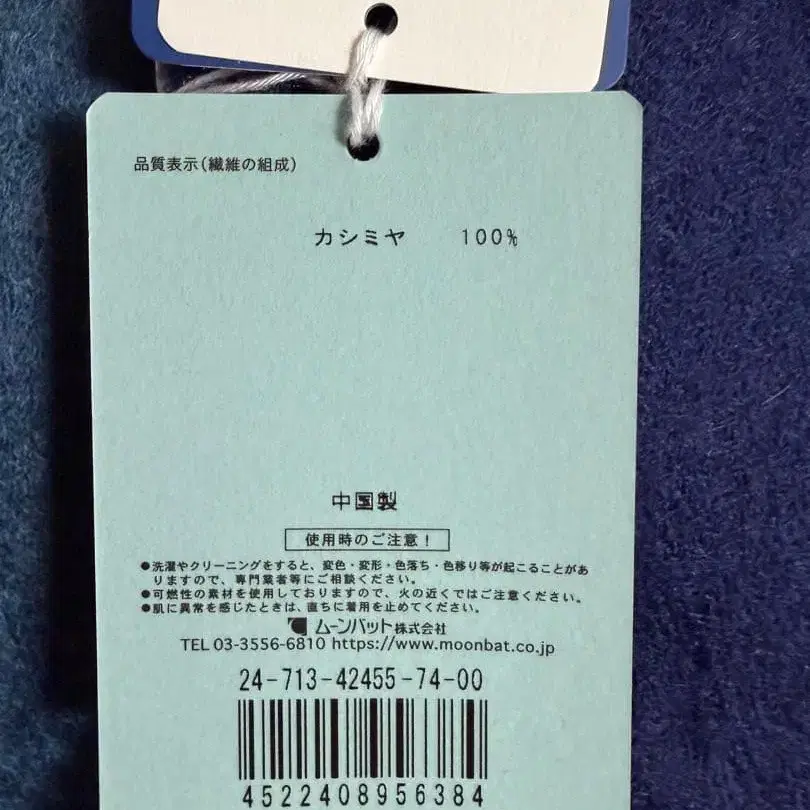 品質表示(繊維の組成)
カシミヤ 100%
中国製
使用時のご注意！
●洗濯やクリーニングをすると、変色・変形・色落ち・色移り等が起こることがあ
りますので、専門業者等にご相談ください。
●可燃性の素材を使用しておりますので、火の近くではご注意ください。
●肌に異常を感じたときは、直ちに着用を止めてください。
ムーンバット株式会社
TEL 03-3556-6810 https://www.moonbat.co.jp
24-713-42455-74-00
4522408956384